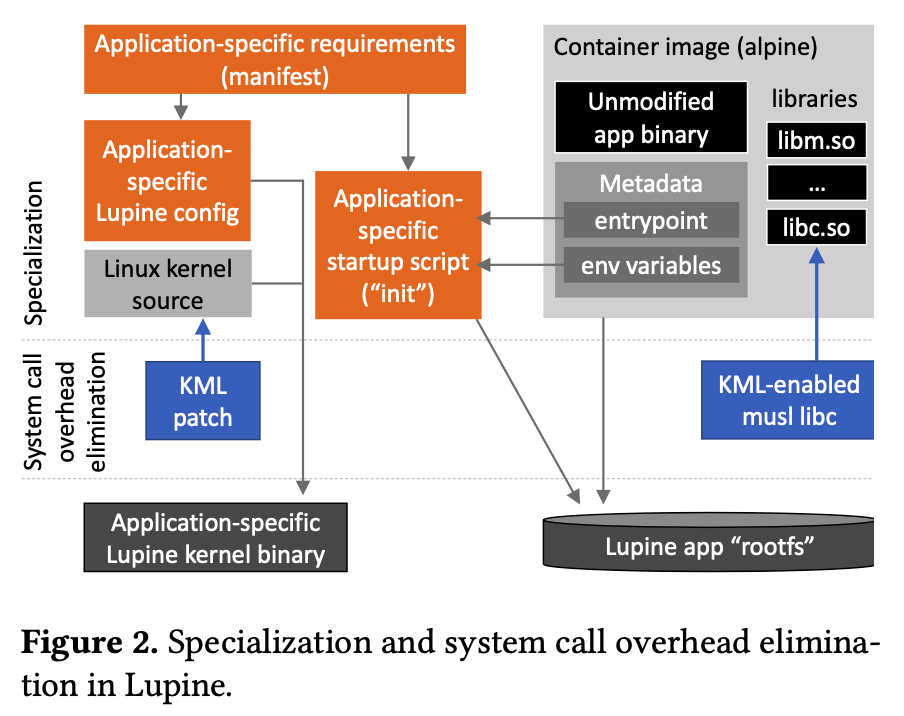 Application-specific requirements
(manifest)
Container image (alpine)
Unmodified
app binary
libraries
libm.so
...
libc.so
Metadata
entrypoint
env variables
Application-
specific
Lupine config
Application-
specific
startup script
(“init”)
Linux kernel
source
Specialization
System call
overhead
elimination
KML
patch
KML-enabled
musl libc
Application-specific
Lupine kernel binary
Lupine app “rootfs”
Figure 2. Specialization and system call overhead elimina-
tion in Lupine.